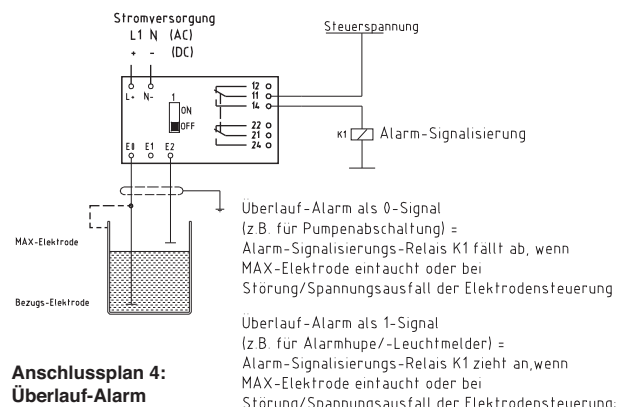 Stromversorgung
L1 N (AC)
+ - (DC)
Steuerspannung
L+ N-
1
ON
OFF
12
11
14
22
21
24
E0 E1 E2
K1 Alarm-Signalisierung
MAX-Elektrode
Bezugs-Elektrode
Überlauf-Alarm als 0-Signal
(z.B. für Pumpenabschaltung) =
Alarm-Signalisierungs-Relais K1 fällt ab, wenn
MAX-Elektrode eintaucht oder bei
Störung/Spannungsausfall der Elektrodensteuerung
Überlauf-Alarm als 1-Signal
(z.B. für Alarmhupe/-Leuchtmelder) =
Alarm-Signalisierungs-Relais K1 zieht an,wenn
MAX-Elektrode eintaucht oder bei
Störung/Spannungsausfall der Elektrodensteuerung;
Anschlussplan 4:
Überlauf-Alarm